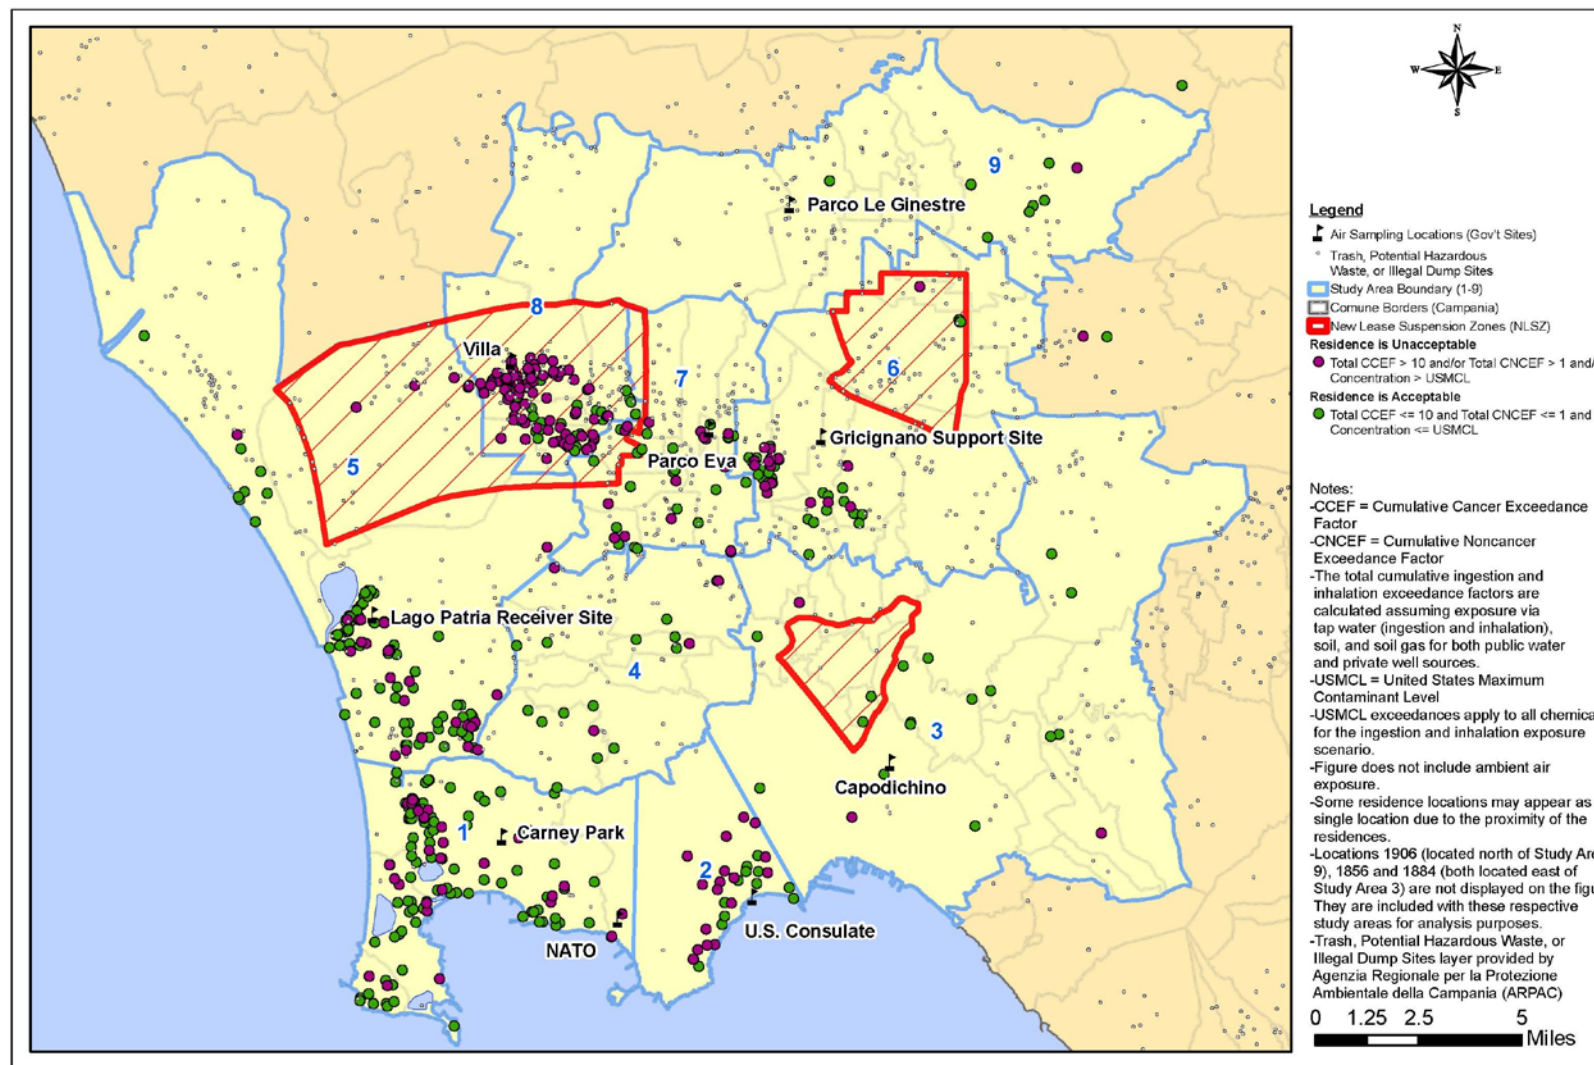 N
W E
S
9
Parco Le Ginestre
8
Villa
7
6
Gricignano Support Site
5
Parco Eva
Lago Patria Receiver Site
4
3
Capodichino
1
Carney Park
2
U.S. Consulate
NATO
Legend
Air Sampling Locations (Gov't Sites)
Trash, Potential Hazardous
Waste, or Illegal Dump Sites
Study Area Boundary (1-9)
Comune Borders (Campania)
New Lease Suspension Zones (NLSZ)
Residence is Unacceptable
Total CCEF > 10 and/or Total CNCEF > 1 and/
Concentration > USMCL
Residence is Acceptable
Total CCEF <= 10 and Total CNCEF <= 1 and
Concentration <= USMCL
Notes:
-CCEF = Cumulative Cancer Exceedance
Factor
-CNCEF = Cumulative Noncancer
Exceedance Factor
-The total cumulative ingestion and
inhalation exceedance factors are
calculated assuming exposure via
tap water (ingestion and inhalation),
soil, and soil gas for both public water
and private well sources.
-USMCL = United States Maximum
Contaminant Level
-USMCL exceedances apply to all chemica
for the ingestion and inhalation exposure
scenario.
-Figure does not include ambient air
exposure.
-Some residence locations may appear as
single location due to the proximity of the
residences.
-Locations 1906 (located north of Study Are
9), 1856 and 1884 (both located east of
Study Area 3) are not displayed on the figu
They are included with these respective
study areas for analysis purposes.
-Trash, Potential Hazardous Waste, or
Illegal Dump Sites layer provided by
Agenzia Regionale per la Protezione
Ambientale della Campania (ARPAC)
0 1.25 2.5 5
Miles